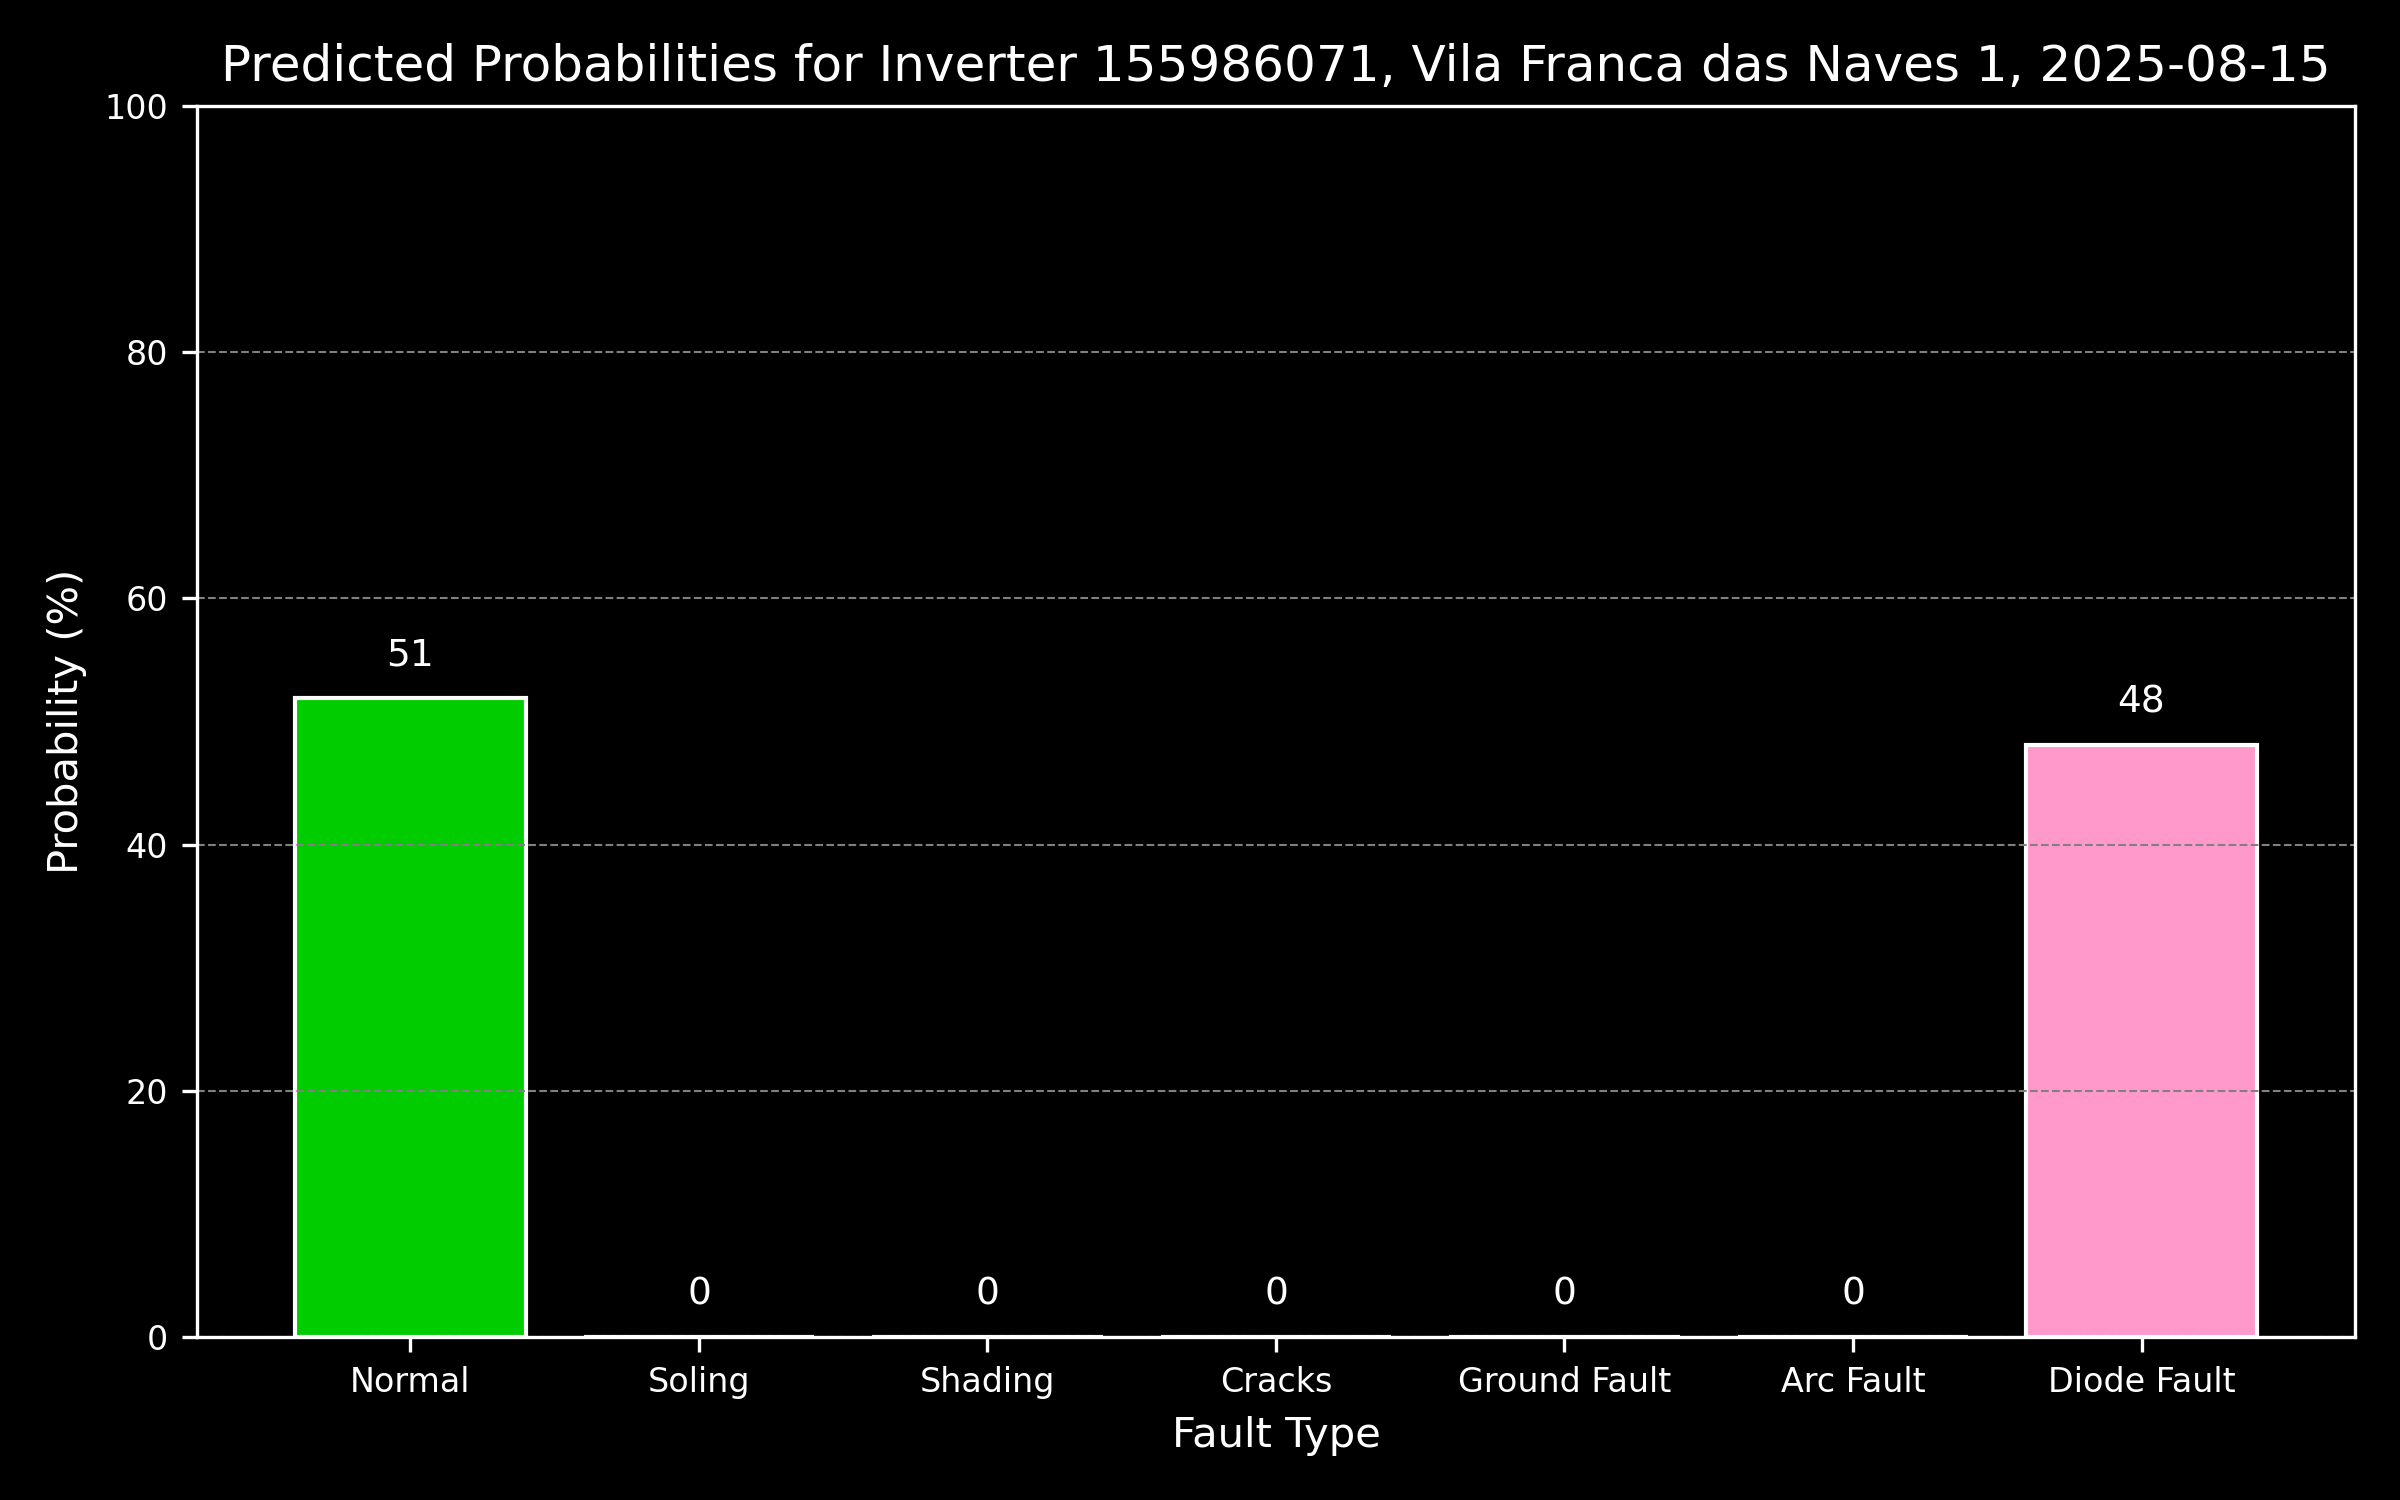 Predicted Probabilities for Inverter 155986071, Vila Franca das Naves 1, 2025-08-15
Probability (%)
100
80
60
40
20
0
51
0
0
0
0
0
48
Normal
Soling
Shading
Cracks
Ground Fault
Arc Fault
Diode Fault
Fault Type